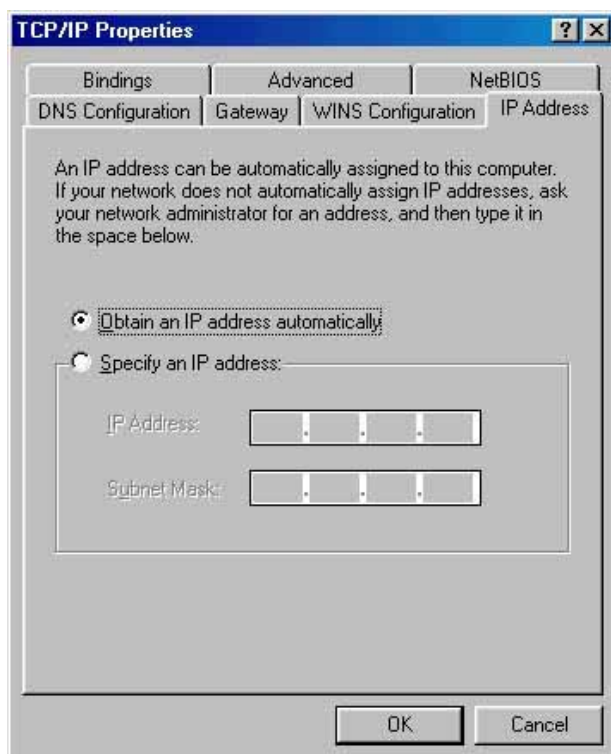 TCP/IP Properties
Bindings
Advanced
NetBIOS
DNS Configuration
Gateway
WINS Configuration
IP Address
An IP address can be automatically assigned to this computer.
If your network does not automatically assign IP addresses, ask
your network administrator for an address, and then type it in
the space below.
Obtain an IP address automatically
Specify an IP address:
IP Address:
Subnet Mask:
OK
Cancel